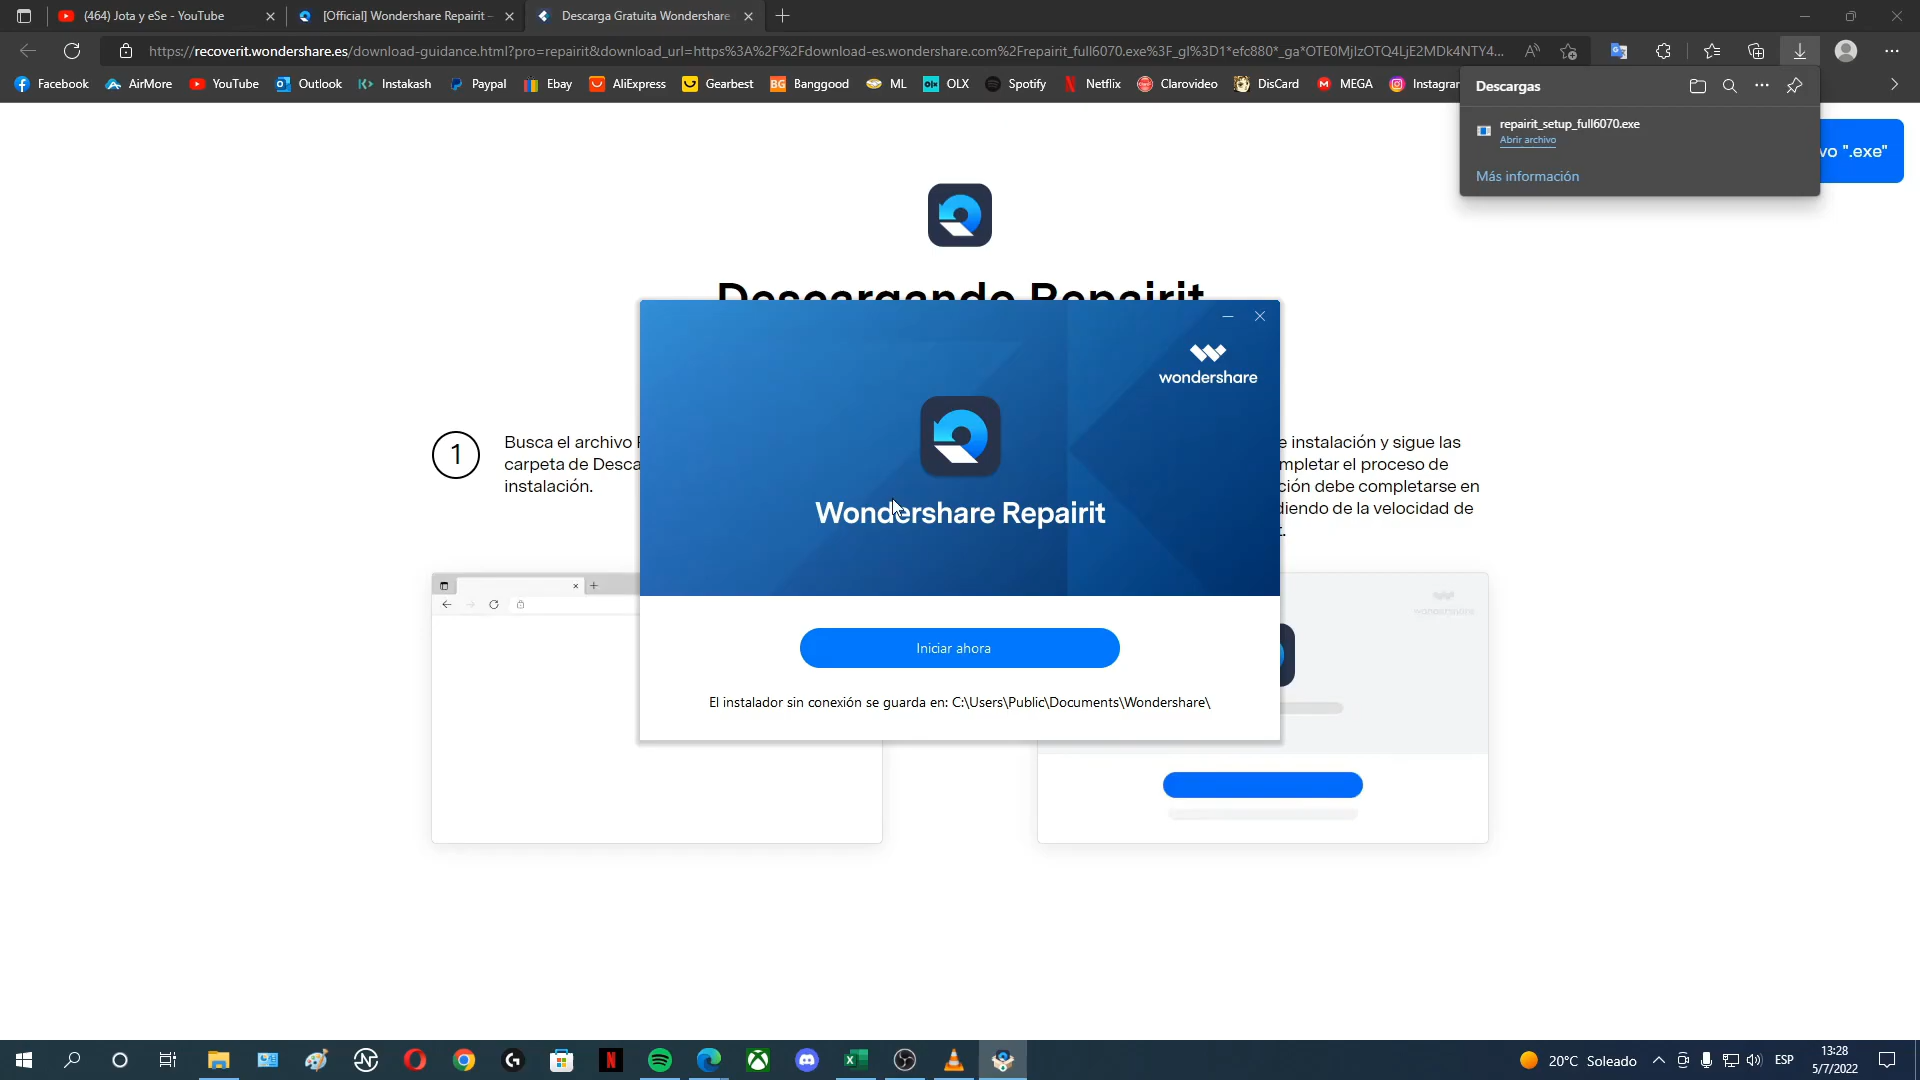 (464) Jota y eSe - YouTube
[Official] Wondershare Repairit -
Descarga Gratuita Wondershare
https://recoverit.wondershare.es/download-guidance.html?pro=repairit&download_url=https%3A%2F%2Fdownload-es.wondershare.com%2Frepairit_full6070.exe%3F_gl%3D1*efc880*_ga*OTE0MjIzOTQ4LjE2MDk4NTY4NTY4...
Facebook
AirMore
YouTube
Outlook
Instakash
Paypal
Ebay
AliExpress
Gearbest
Banggood
ML
OLX
Spotify
Netflix
Clarovideo
DisCard
MEGA
Instagram
Descargas
repairit_setup_full6070.exe
Abrir archivo
Más información
vo ".exe"
Descargando Repairit
wondershare
Wondershare Repairit
1
Busca el archivo
carpeta de Desca
instalación.
e instalación y sigue las
mpletar el proceso de
ción debe completarse en
diendo de la velocidad de
wondershare
Iniciar ahora
El instalador sin conexión se guarda en: C:\Users\Public\Documents\Wondershare\
20°C Soleado
ESP
13:28
5/7/2022